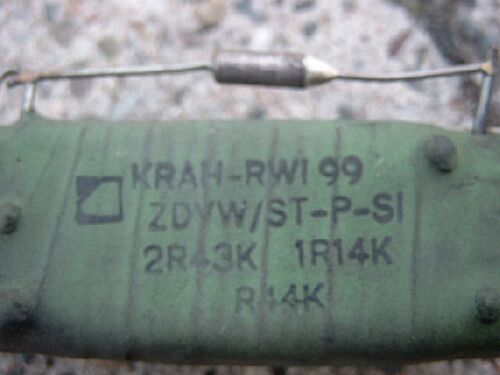 KRAH-RWI 99
ZDVW/ST-P-SI
2R43K 1R14K
R44K